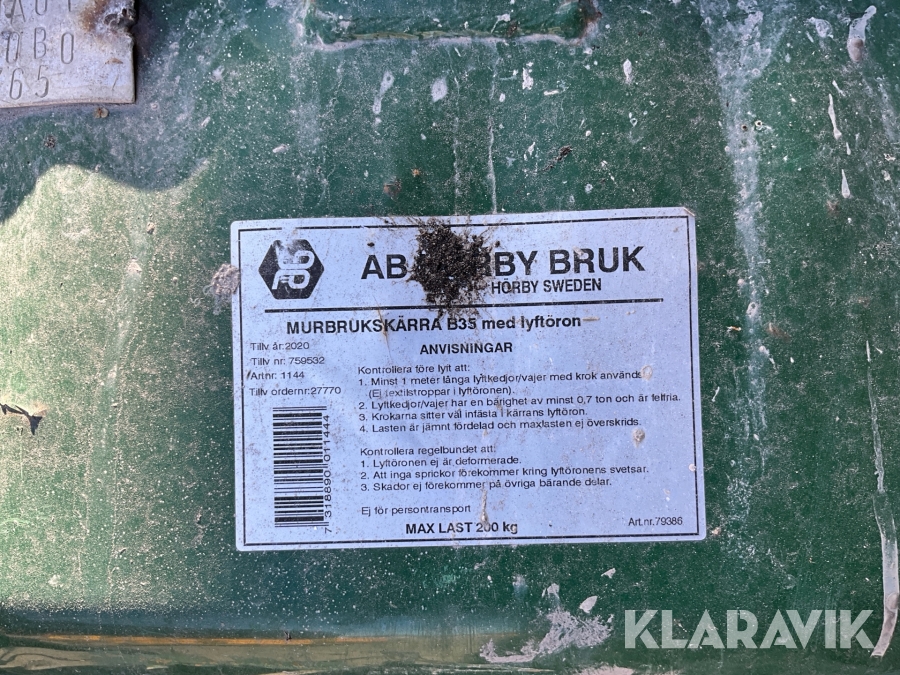 OBO
65
AB
RBY BRUK
HÖRBY SWEDEN
MURBRUKSKÄRRA B35 med lyftöron
Tillv år:2020
Tillv nr: 759532
Artnr: 1144
Tillv ordernr:27770
ANVISNINGAR
Kontrollera före lyft att:
1. Minst 1 meter långa lyftkedjor/vajer med krok används
(Ej textilstroppar i lyftöronen).
2. Lyftkedjor/vajer har en bärighet av minst 0,7 ton och är felfria.
3. Krokarna sitter väl infästa i kärrans lyftöron.
4. Lasten är jämnt fördelad och maxlasten ej överskrids.
Kontrollera regelbundet att:
1. Lyftöronen ej är deformerade.
2. Att inga sprickor förekommer kring lyftöronens svetsar.
3. Skador ej förekommer på övriga bärande delar.
Ej för persontransport
MAX LAST 200 kg
Art.nr.79386
7 318890 011444
KLARAVIK